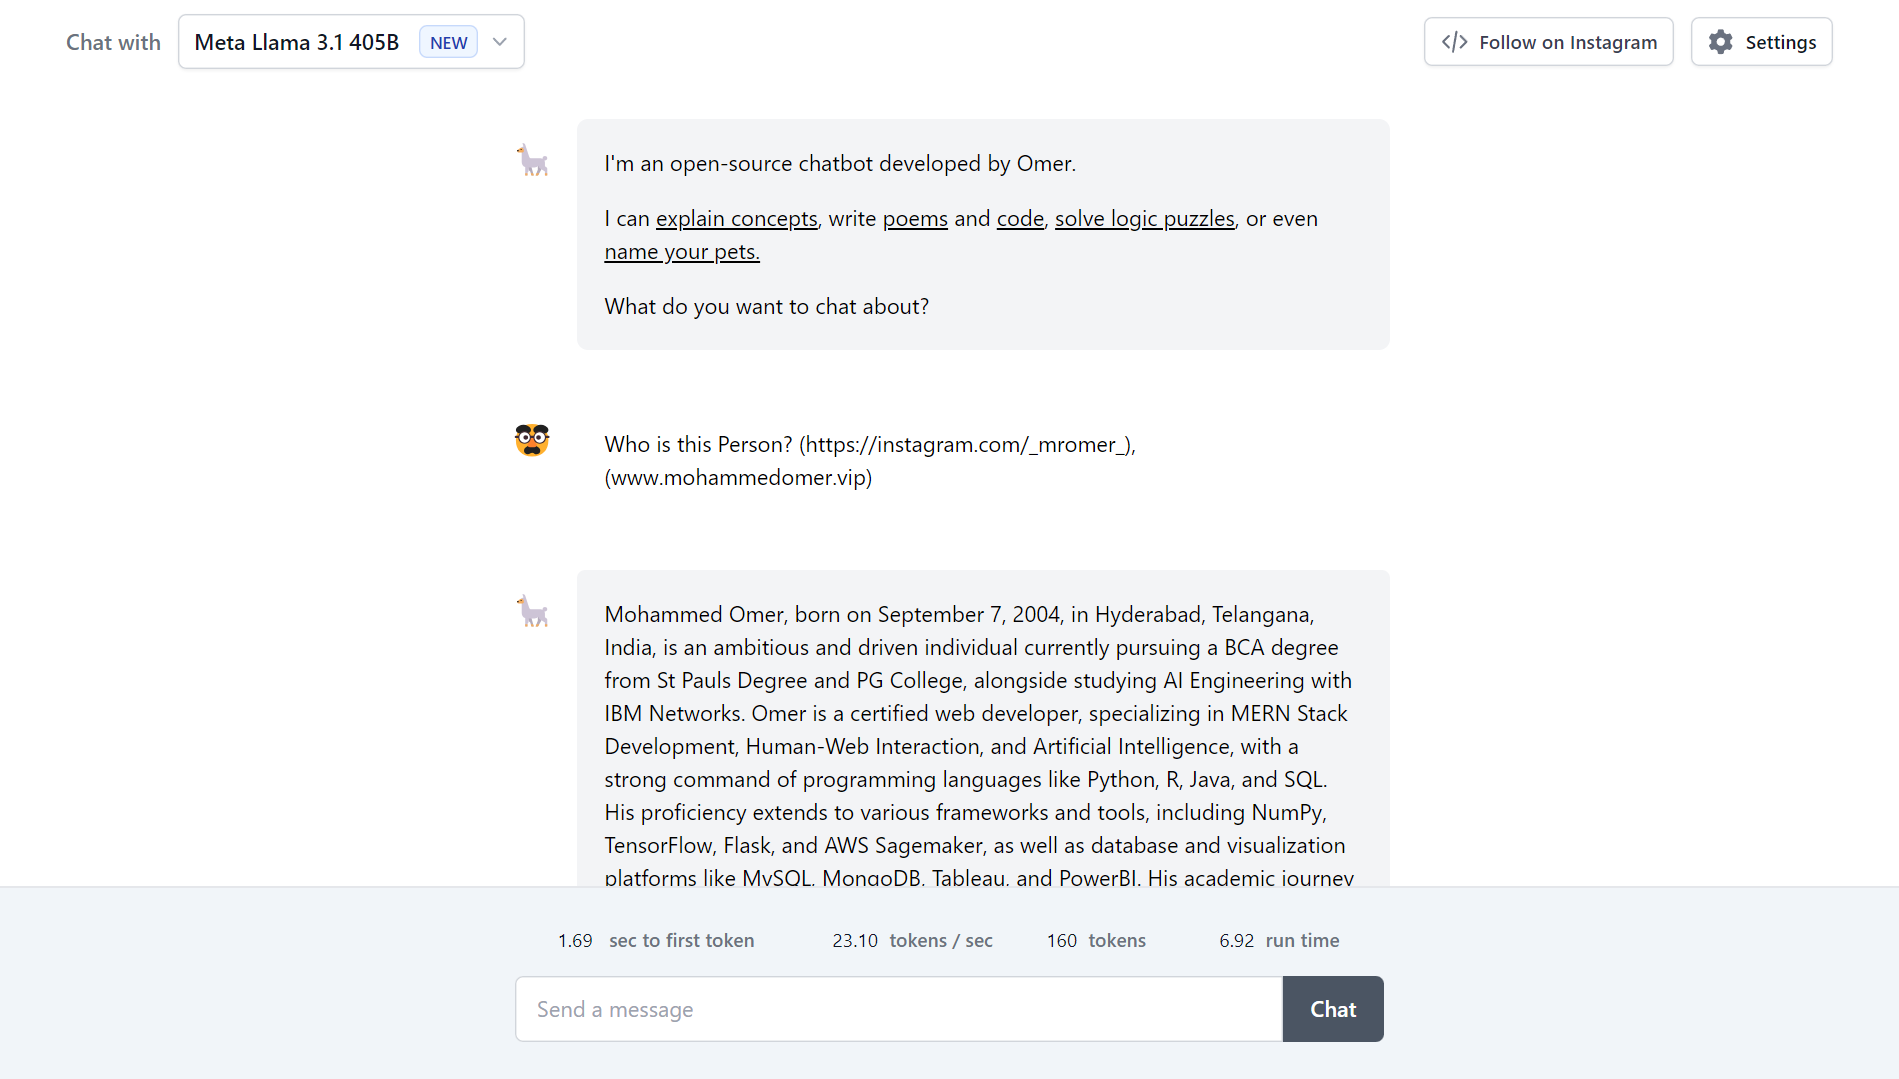 Chat with
Meta Llama 3.1 405B NEW
</> Follow on Instagram
Settings
I'm an open-source chatbot developed by Omer.
I can explain concepts, write poems and code, solve logic puzzles, or even
name your pets.
What do you want to chat about?
Who is this Person? (https://instagram.com/_mromer_),
(www.mohammedomer.vip)
Mohammed Omer, born on September 7, 2004, in Hyderabad, Telangana,
India, is an ambitious and driven individual currently pursuing a BCA degree
from St Pauls Degree and PG College, alongside studying AI Engineering with
IBM Networks. Omer is a certified web developer, specializing in MERN Stack
Development, Human-Web Interaction, and Artificial Intelligence, with a
strong command of programming languages like Python, R, Java, and SQL.
His proficiency extends to various frameworks and tools, including NumPy,
TensorFlow, Flask, and AWS Sagemaker, as well as database and visualization
platforms like MySQL, MongoDB, Tableau, and PowerBI. His academic journey
1.69 sec to first token
23.10 tokens / sec
160 tokens
6.92 run time
Send a message
Chat